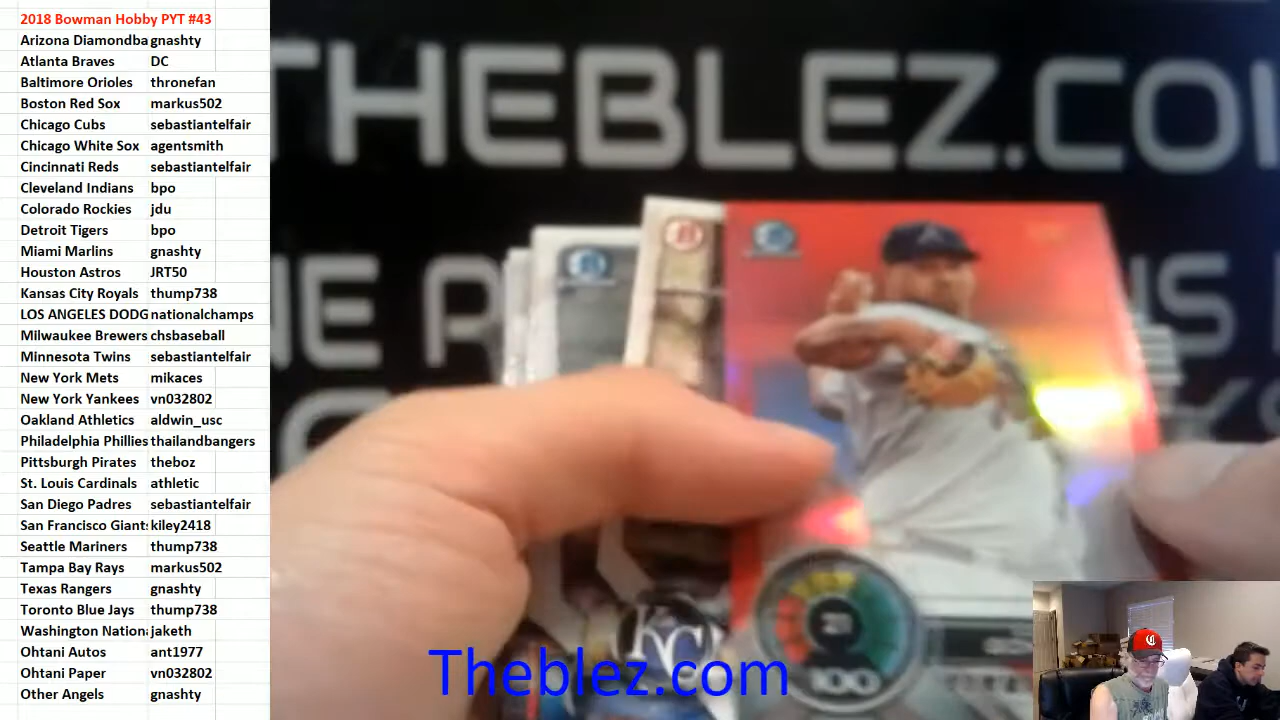 2018 Bowman Hobby PYT #43
Arizona Diamondba gnashty
Atlanta Braves DC
Baltimore Orioles thronefan
Boston Red Sox markus502
Chicago Cubs sebastiantelfair
Chicago White Sox agentsmith
Cincinnati Reds sebastiantelfair
Cleveland Indians bpo
Colorado Rockies jdu
Detroit Tigers bpo
Miami Marlins gnashty
Houston Astros JRT50
Kansas City Royals thump738
LOS ANGELES DODG nationalchamps
Milwaukee Brewers chsbaseball
Minnesota Twins sebastiantelfair
New York Mets mikaces
New York Yankees vn032802
Oakland Athletics aldwin_usc
Philadelphia Phillies thailandbangers
Pittsburgh Pirates theboz
St. Louis Cardinals athletic
San Diego Padres sebastiantelfair
San Francisco Giants kiley2418
Seattle Mariners thump738
Tampa Bay Rays markus502
Texas Rangers gnashty
Toronto Blue Jays thump738
Washington Nationa jaketh
Ohtani Autos ant1977
Ohtani Paper vn032802
Other Angels gnashty
THEBLEZ.CO
KC
100
Theblez.com